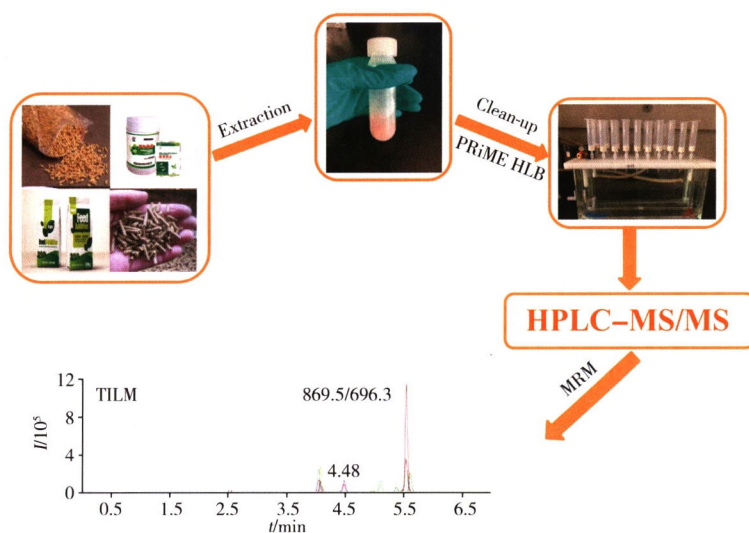 Extraction
Clean-up
PRiME HLB
Feed
HPLC–MS/MS
MRM
TILM
869.5/696.3
4.48
I/10⁵
12
8
4
0
0.5 1.5 2.5 3.5 4.5 5.5 6.5
t/min